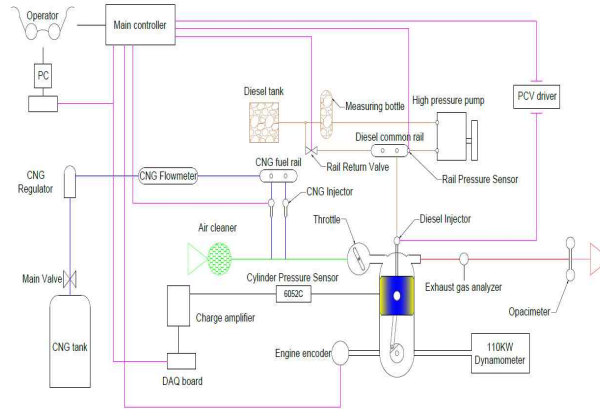 Operator
Main controller
PC
Diesel tank
Measuring bottle
High pressure pump
PCV driver
Diesel common rail
CNG fuel rail
Rail Return Valve
Rail Pressure Sensor
CNG
Regulator
CNG Flowmeter
CNG Injector
Air cleaner
Throttle
Diesel Injector
Main Valve
Cylinder Pressure Sensor
6052C
Exhaust gas analyzer
Opacimeter
Charge amplifier
CNG tank
Engine encoder
110KW
Dynamometer
DAQ board